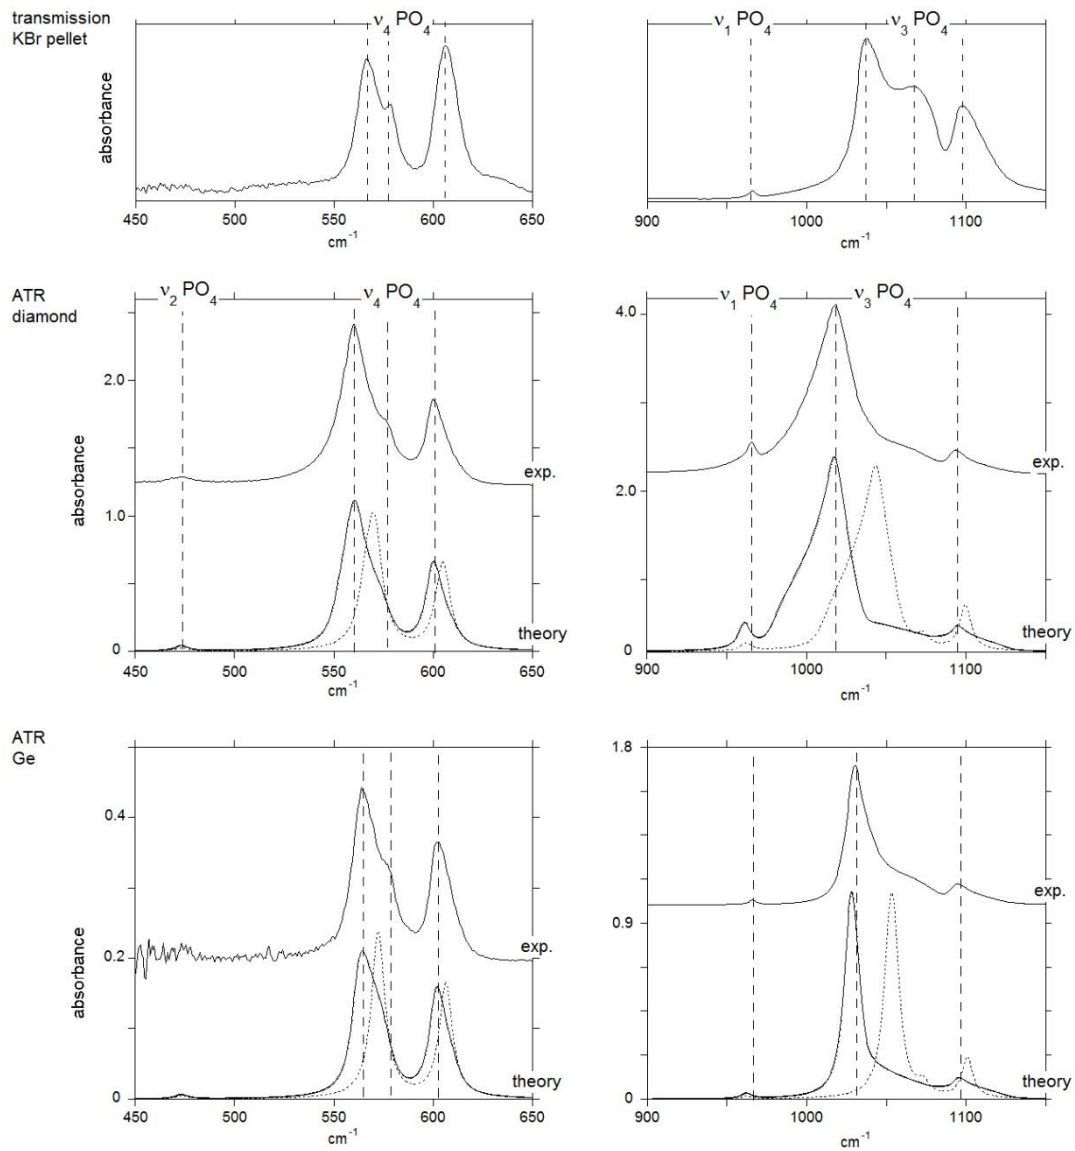 transmission
KBr pellet
ν4 PO4
absorbance
450 500 550 600 650
cm-1
ν1 PO4 ν3 PO4
900 1000 1100
cm-1
ATR
diamond
ν2 PO4 ν4 PO4
absorbance
2.0
1.0
0
exp.
theory
450 500 550 600 650
cm-1
ν1 PO4 ν3 PO4
4.0
2.0
0
exp.
theory
900 1000 1100
cm-1
ATR
Ge
absorbance
0.4
0.2
0
exp.
theory
450 500 550 600 650
cm-1
1.8
0.9
0
exp.
theory
900 1000 1100
cm-1